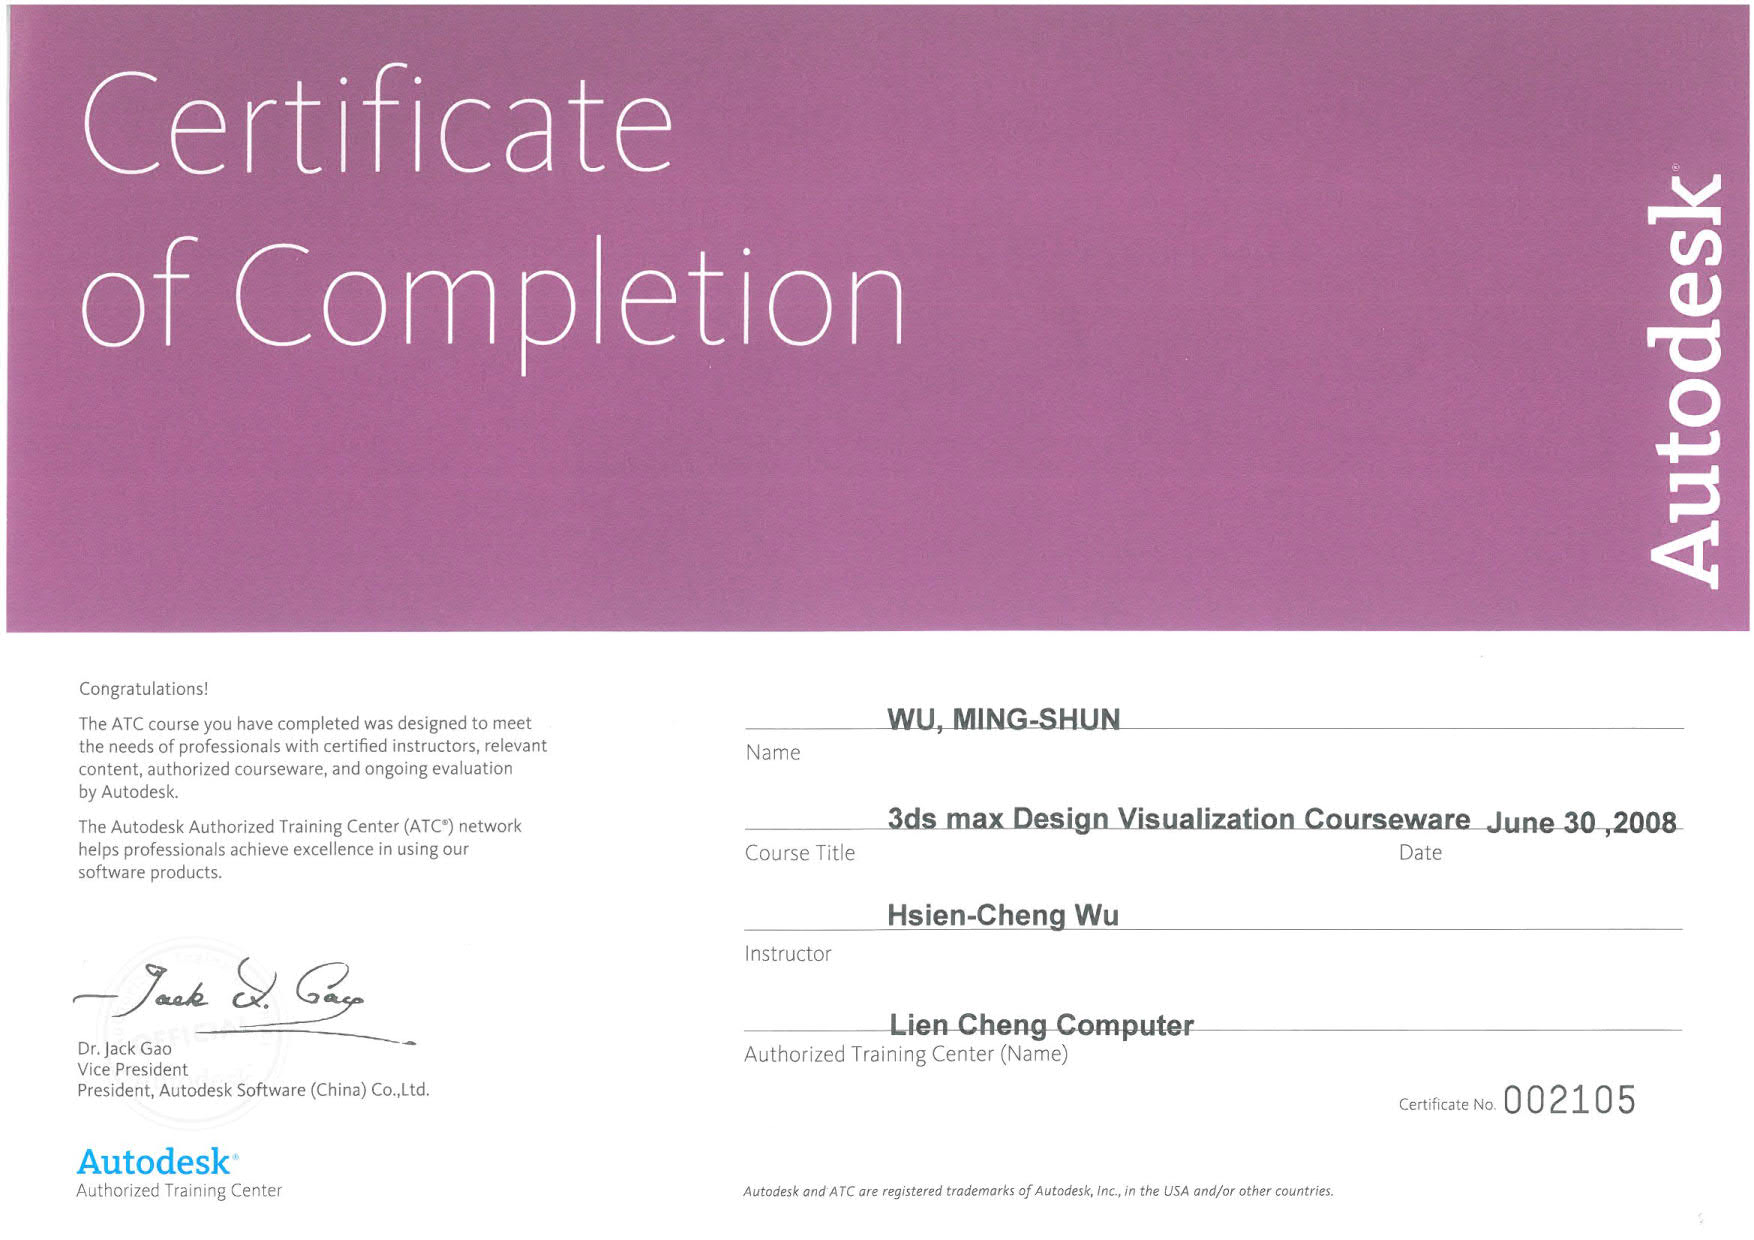 Certificate
of Completion
Autodesk®
Congratulations!
The ATC course you have completed was designed to meet
the needs of professionals with certified instructors, relevant
content, authorized courseware, and ongoing evaluation
by Autodesk.
The Autodesk Authorized Training Center (ATC®) network
helps professionals achieve excellence in using our
software products.
Jack Q. Gao
OFFICIAL
Dr. Jack Gao
Vice President
President, Autodesk Software (China) Co.,Ltd.
Autodesk®
Authorized Training Center
WU, MING-SHUN
Name
3ds max Design Visualization Courseware June 30 ,2008
Course Title Date
Hsien-Cheng Wu
Instructor
Lien Cheng Computer
Authorized Training Center (Name)
Certificate No. 002105
Autodesk and ATC are registered trademarks of Autodesk, Inc., in the USA and/or other countries.